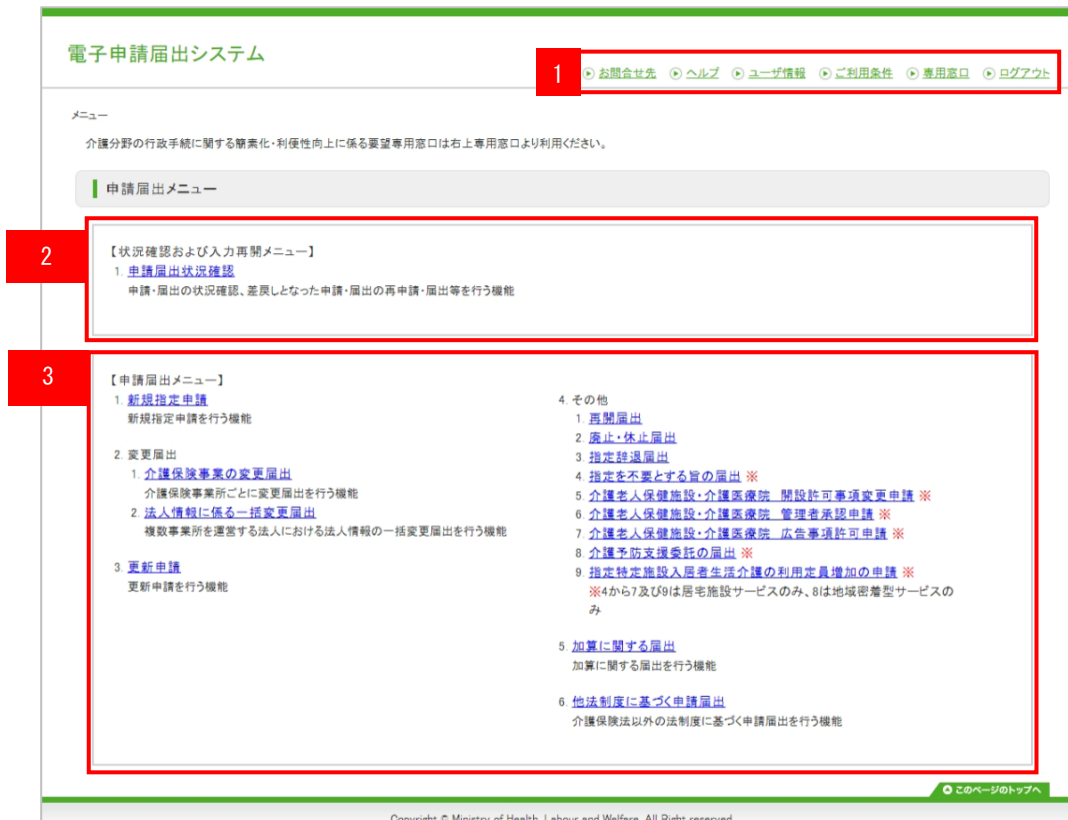 電子申請届出システム
1
お問合せ先 ヘルプ ユーザ情報 ご利用条件 専用窓口 ログアウト
メニュー
介護分野の行政手続に関する簡素化・利便性向上に係る要望専用窓口は右上専用窓口より利用ください。
申請届出メニュー
2
【状況確認および入力再開メニュー】
1. 申請届出状況確認
申請・届出の状況確認、差戻しとなった申請・届出の再申請・届出等を行う機能
3
【申請届出メニュー】
1. 新規指定申請
新規指定申請を行う機能
2. 変更届出
1. 介護保険事業の変更届出
介護保険事業所ごとに変更届出を行う機能
2. 法人情報に係る一括変更届出
複数事業所を運営する法人における法人情報の一括変更届出を行う機能
3. 更新申請
更新申請を行う機能
4. その他
1. 再開届出
2. 廃止・休止届出
3. 指定辞退届出
4. 指定を不要とする旨の届出 ※
5. 介護老人保健施設・介護医療院 開設許可事項変更申請 ※
6. 介護老人保健施設・介護医療院 管理者承認申請 ※
7. 介護老人保健施設・介護医療院 広告事項許可申請 ※
8. 介護予防支援委託の届出 ※
9. 指定特定施設入居者生活介護の利用定員増加の申請 ※
※4から7及び9は居宅施設サービスのみ、8は地域密着型サービスの
み
5. 加算に関する届出
加算に関する届出を行う機能
6. 他法制度に基づく申請届出
介護保険法以外の法制度に基づく申請届出を行う機能
このページのトップへ
Copyright © Ministry of Health, Labour and Welfare, All Right reserved.